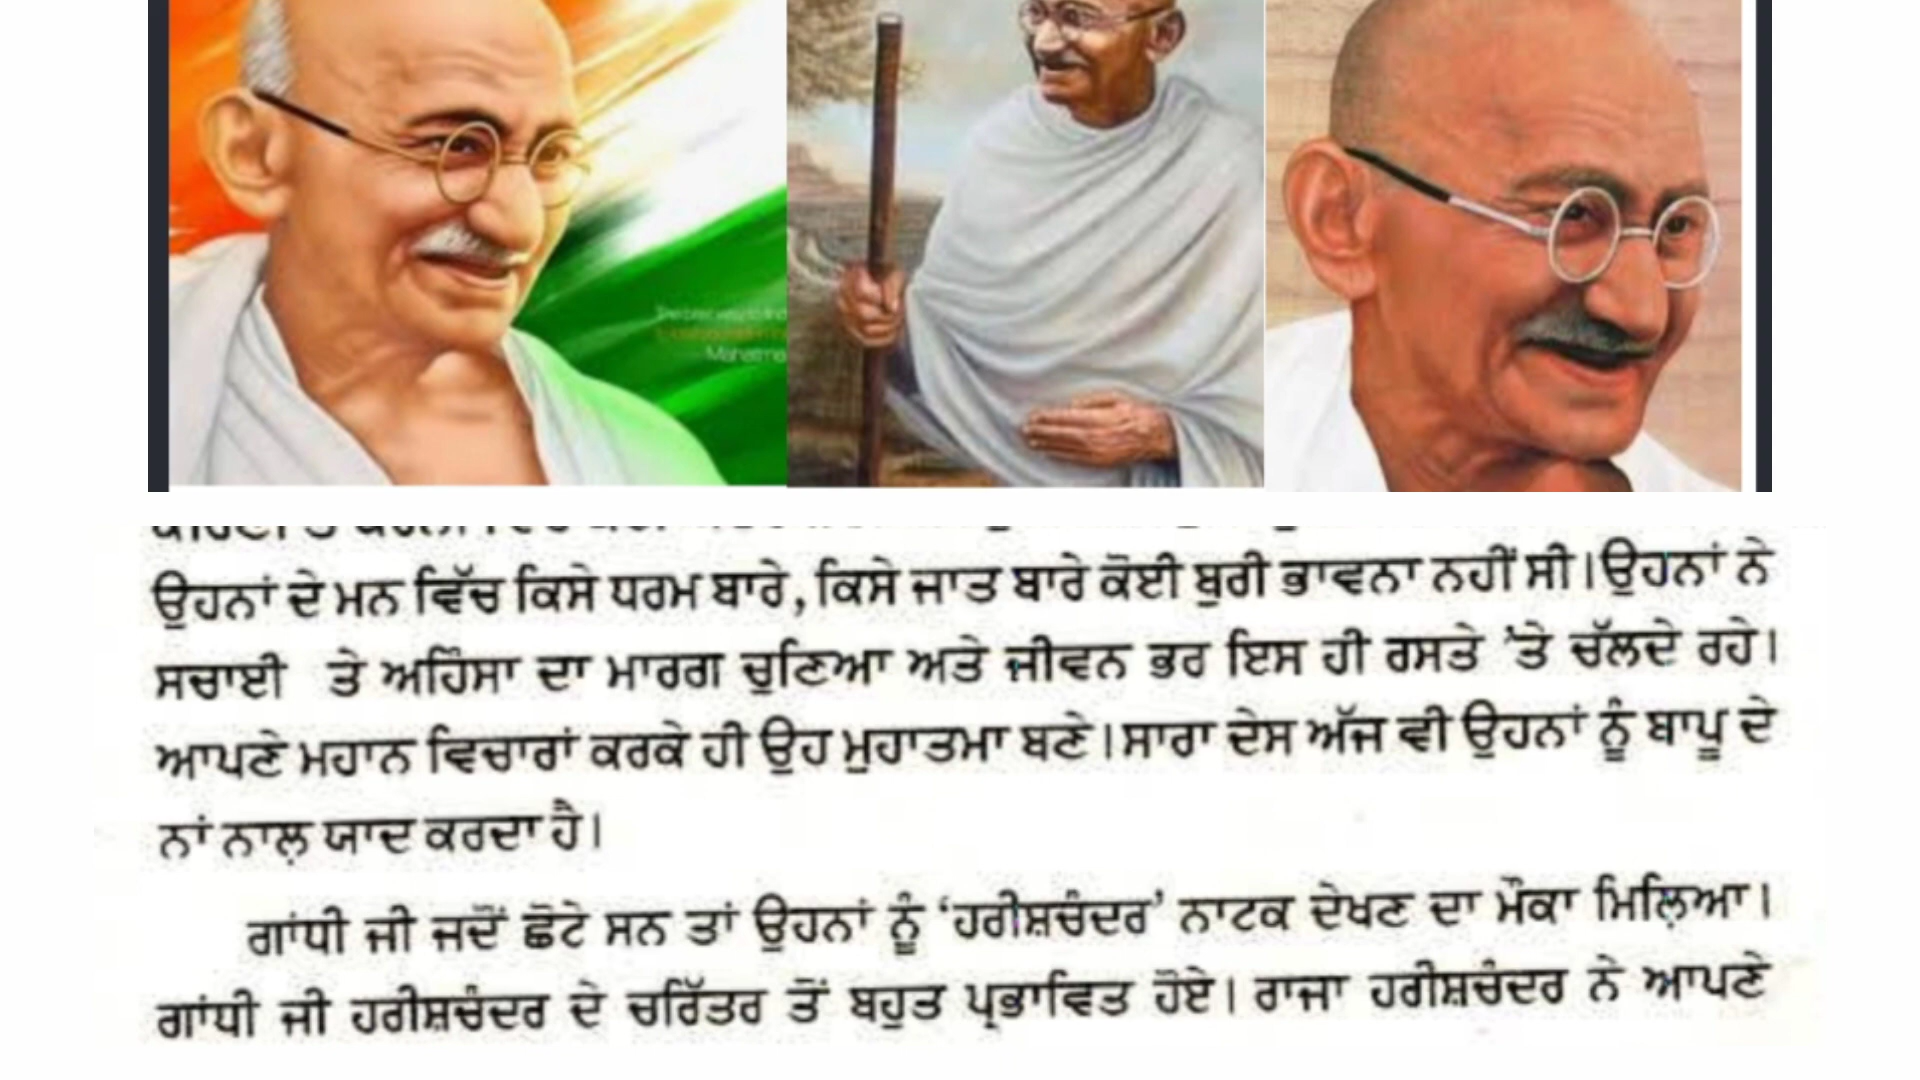 Mahatma
ਉਹਨਾਂ ਦੇ ਮਨ ਵਿੱਚ ਕਿਸੇ ਧਰਮ ਬਾਰੇ, ਕਿਸੇ ਜਾਤ ਬਾਰੇ ਕੋਈ ਬੁਰੀ ਭਾਵਨਾ ਨਹੀਂ ਸੀ। ਉਹਨਾਂ ਨੇ
ਸਚਾਈ ਤੇ ਅਹਿੰਸਾ ਦਾ ਮਾਰਗ ਚੁਣਿਆ ਅਤੇ ਜੀਵਨ ਭਰ ਇਸ ਹੀ ਰਸਤੇ 'ਤੇ ਚੱਲਦੇ ਰਹੇ।
ਆਪਣੇ ਮਹਾਨ ਵਿਚਾਰਾਂ ਕਰਕੇ ਹੀ ਉਹ ਮੁਹਾਤਮਾ ਬਣੇ। ਸਾਰਾ ਦੇਸ ਅੱਜ ਵੀ ਉਹਨਾਂ ਨੂੰ ਬਾਪੂ ਦੇ
ਨਾਂ ਨਾਲ਼ ਯਾਦ ਕਰਦਾ ਹੈ।
ਗਾਂਧੀ ਜੀ ਜਦੋਂ ਛੋਟੇ ਸਨ ਤਾਂ ਉਹਨਾਂ ਨੂੰ 'ਹਰੀਸ਼ਚੰਦਰ' ਨਾਟਕ ਦੇਖਣ ਦਾ ਮੌਕਾ ਮਿਲ਼ਿਆ।
ਗਾਂਧੀ ਜੀ ਹਰੀਸ਼ਚੰਦਰ ਦੇ ਚਰਿੱਤਰ ਤੋਂ ਬਹੁਤ ਪ੍ਰਭਾਵਿਤ ਹੋਏ। ਰਾਜਾ ਹਰੀਸ਼ਚੰਦਰ ਨੇ ਆਪਣੇ